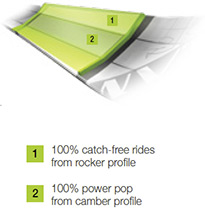 1
2
1 100% catch-free rides
from rocker profile
2 100% power pop
from camber profile